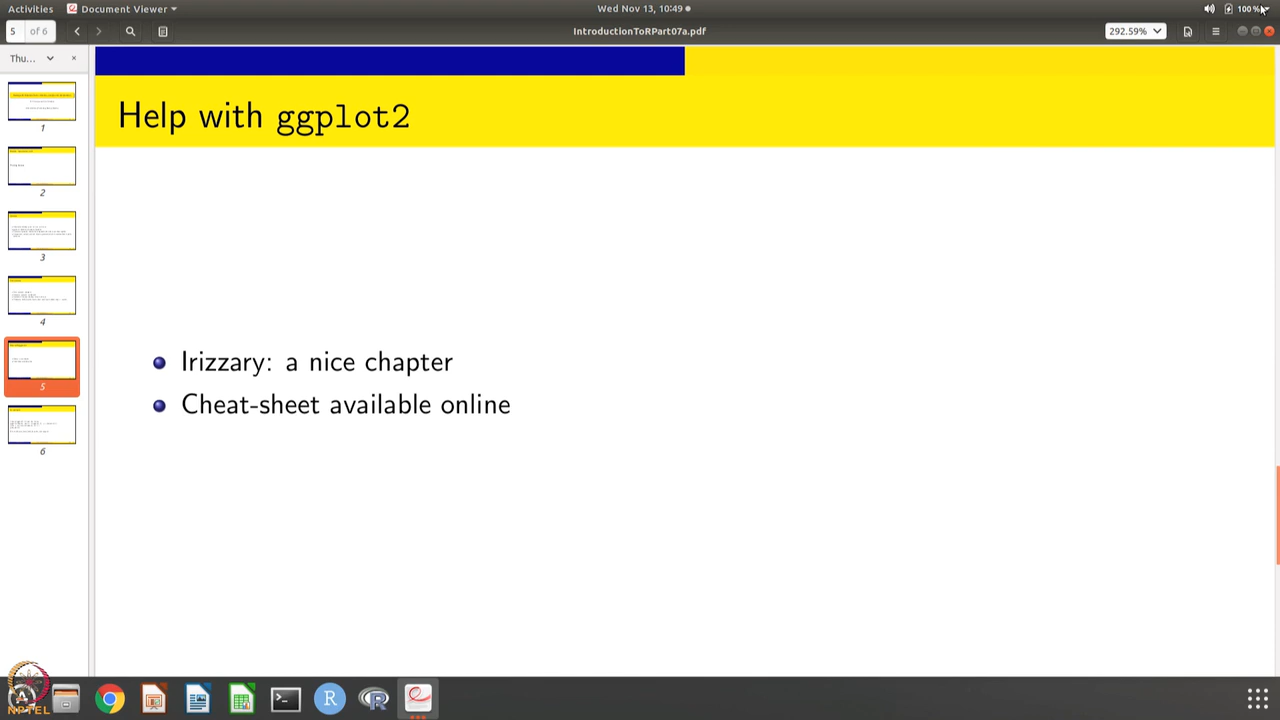 Activities
Document Viewer
Wed Nov 13, 10:49
100 %
5
of 6
IntroductionToRPart07a.pdf
292.59%
Thu...
1
2
3
4
5
6
Help with ggplot2
Irizzary: a nice chapter
Cheat-sheet available online
NPTEL